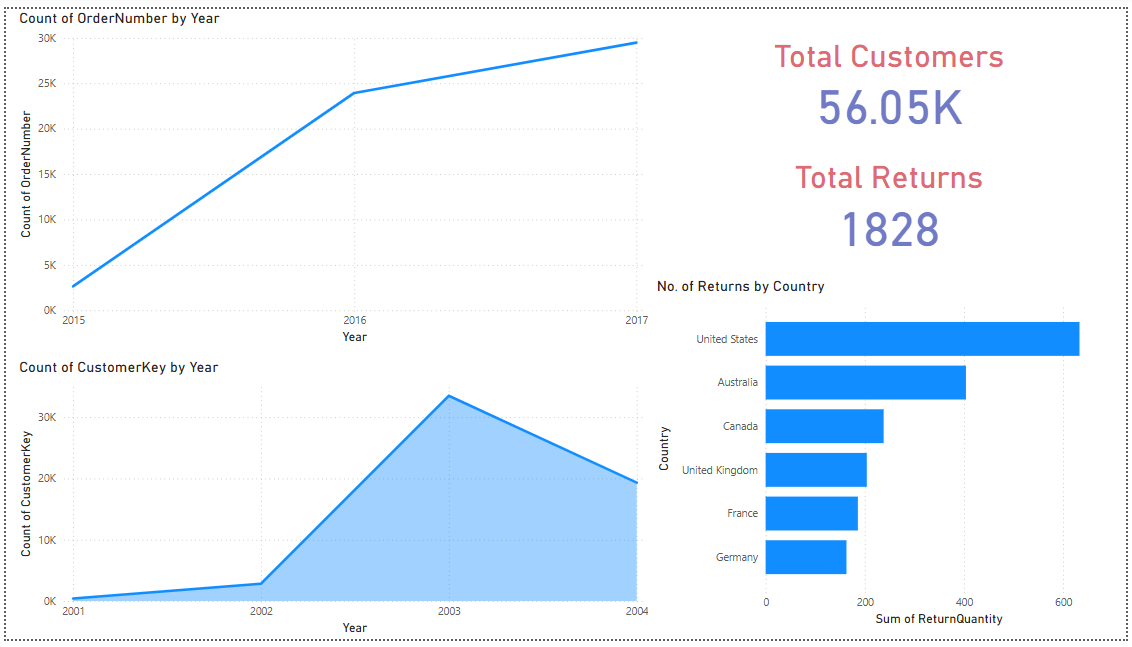 Count of OrderNumber by Year
Count of OrderNumber
30K
25K
20K
15K
10K
5K
0K
2015
2016
2017
Year
Total Customers
56.05K
Total Returns
1828
Count of CustomerKey by Year
Count of CustomerKey
30K
20K
10K
0K
2001
2002
2003
2004
Year
No. of Returns by Country
Country
United States
Australia
Canada
United Kingdom
France
Germany
0
200
400
600
Sum of ReturnQuantity